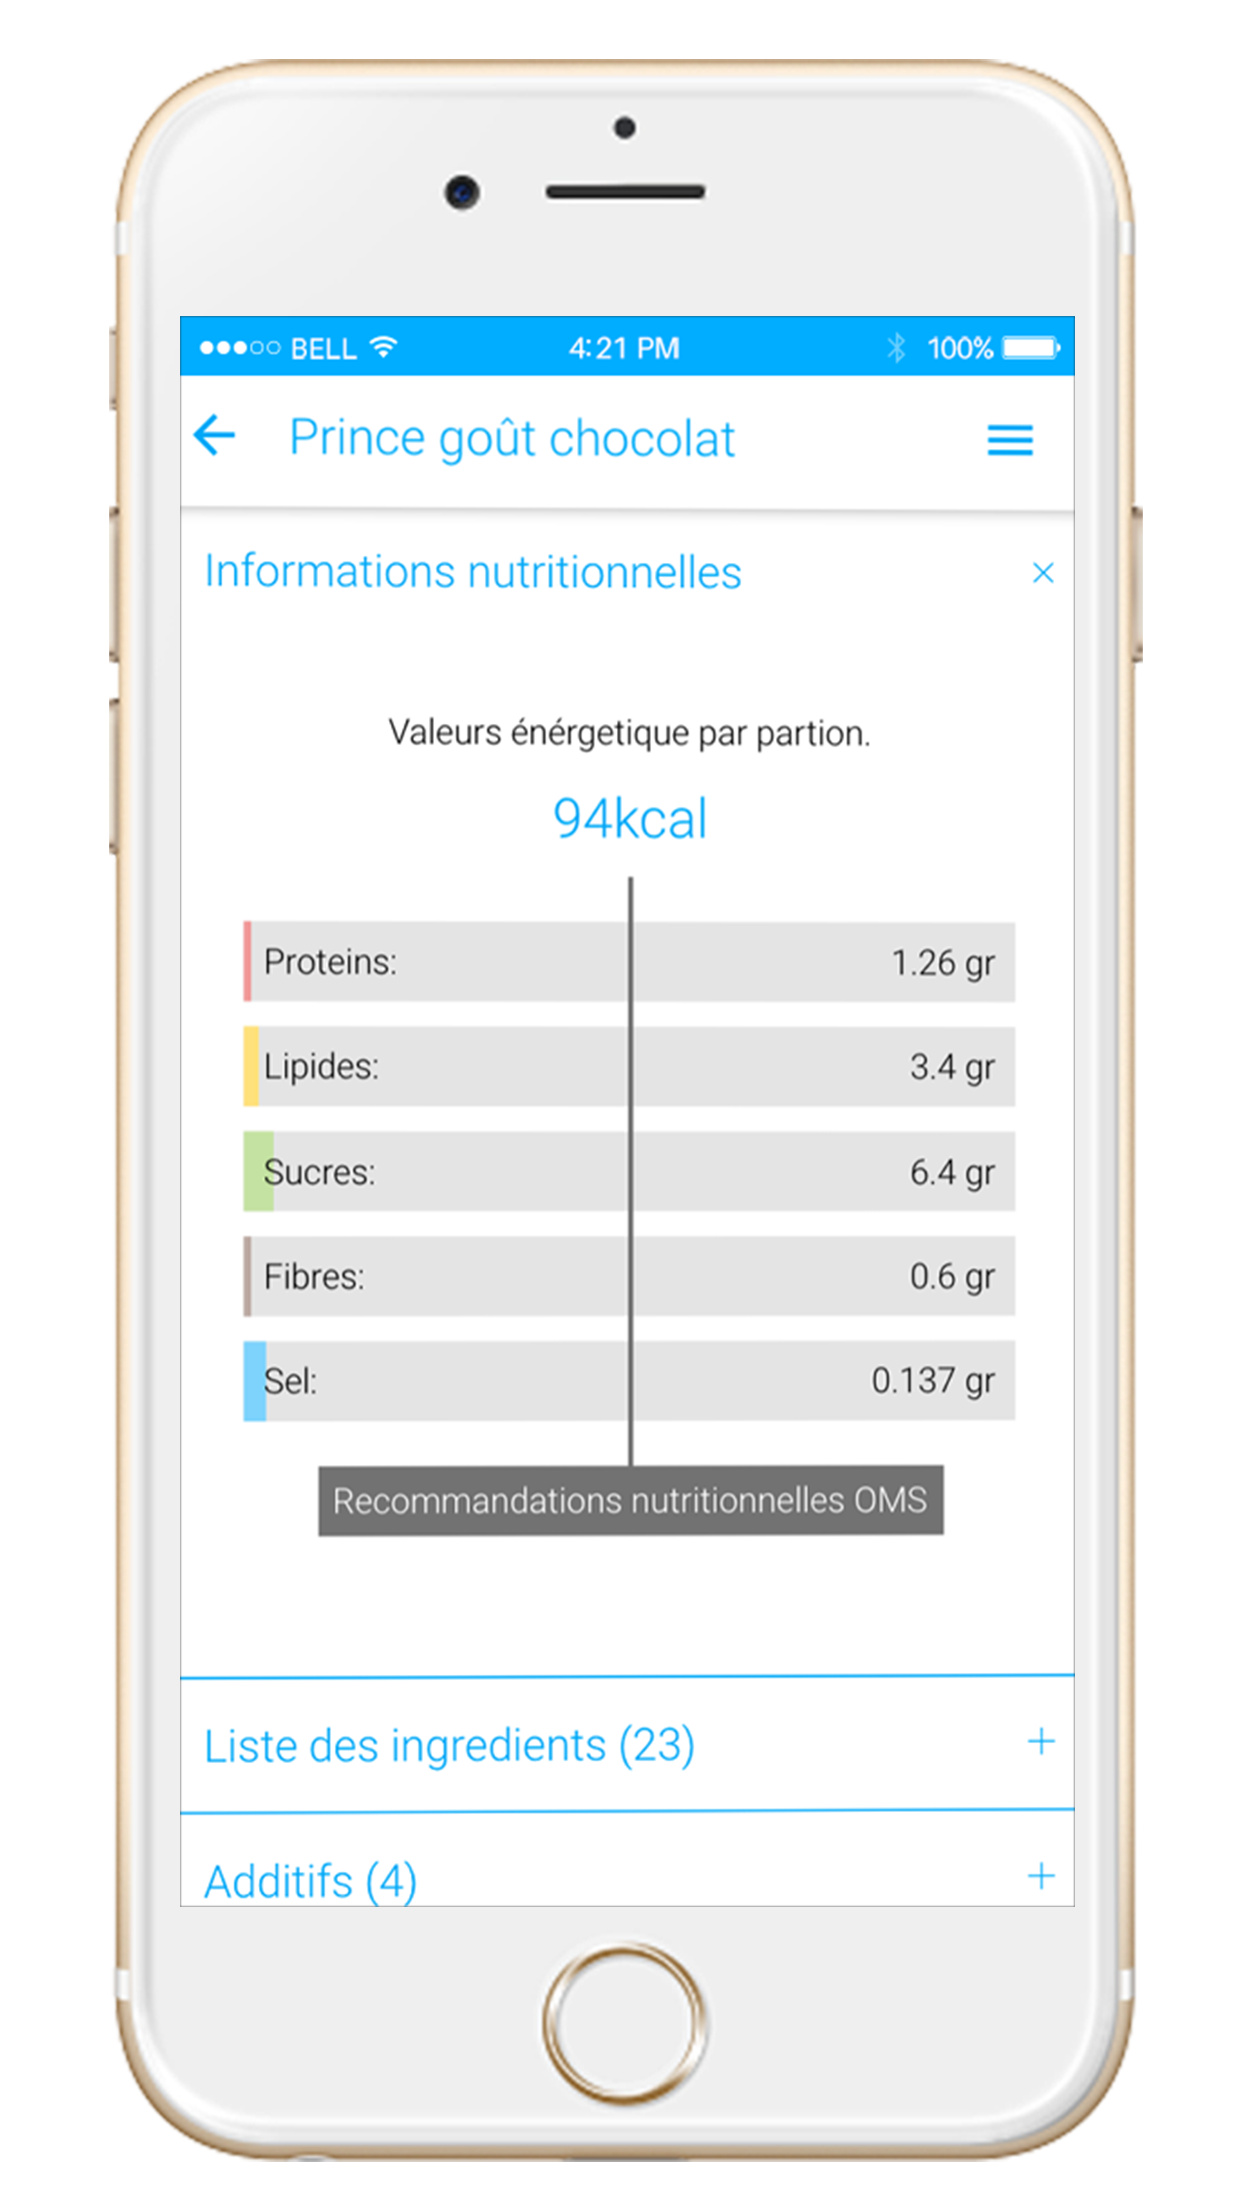 BELL 4:21 PM 100%
Prince goût chocolat
Informations nutritionnelles
Valeurs énérgetique par partion.
94kcal
Proteins: 1.26 gr
Lipides: 3.4 gr
Sucres: 6.4 gr
Fibres: 0.6 gr
Sel: 0.137 gr
Recommandations nutritionnelles OMS
Liste des ingredients (23)
Additifs (4)